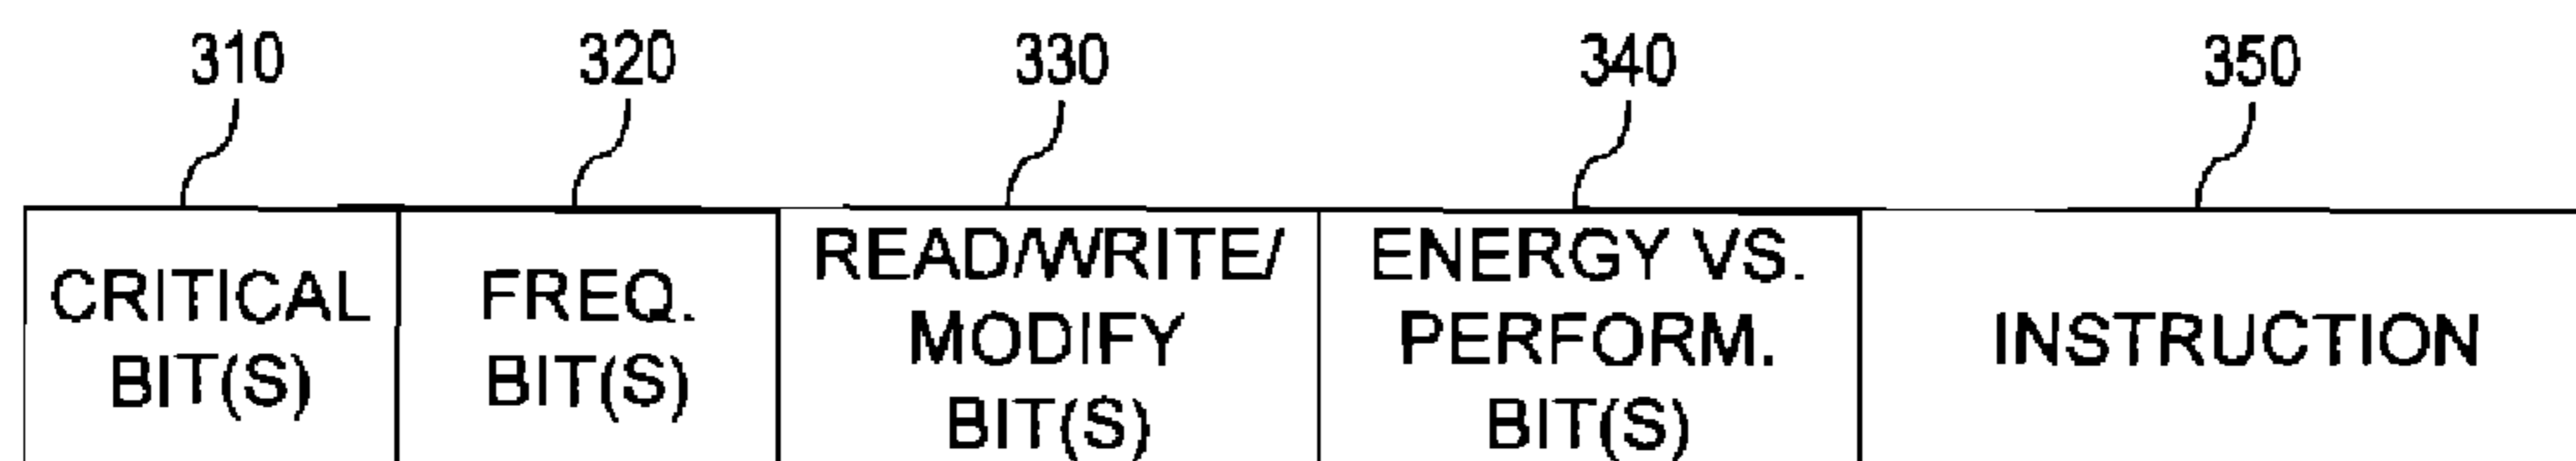 310 320 330 340 350
CRITICAL
BIT(S)
FREQ.
BIT(S)
READ/WRITE/
MODIFY
BIT(S)
ENERGY VS.
PERFORM.
BIT(S)
INSTRUCTION